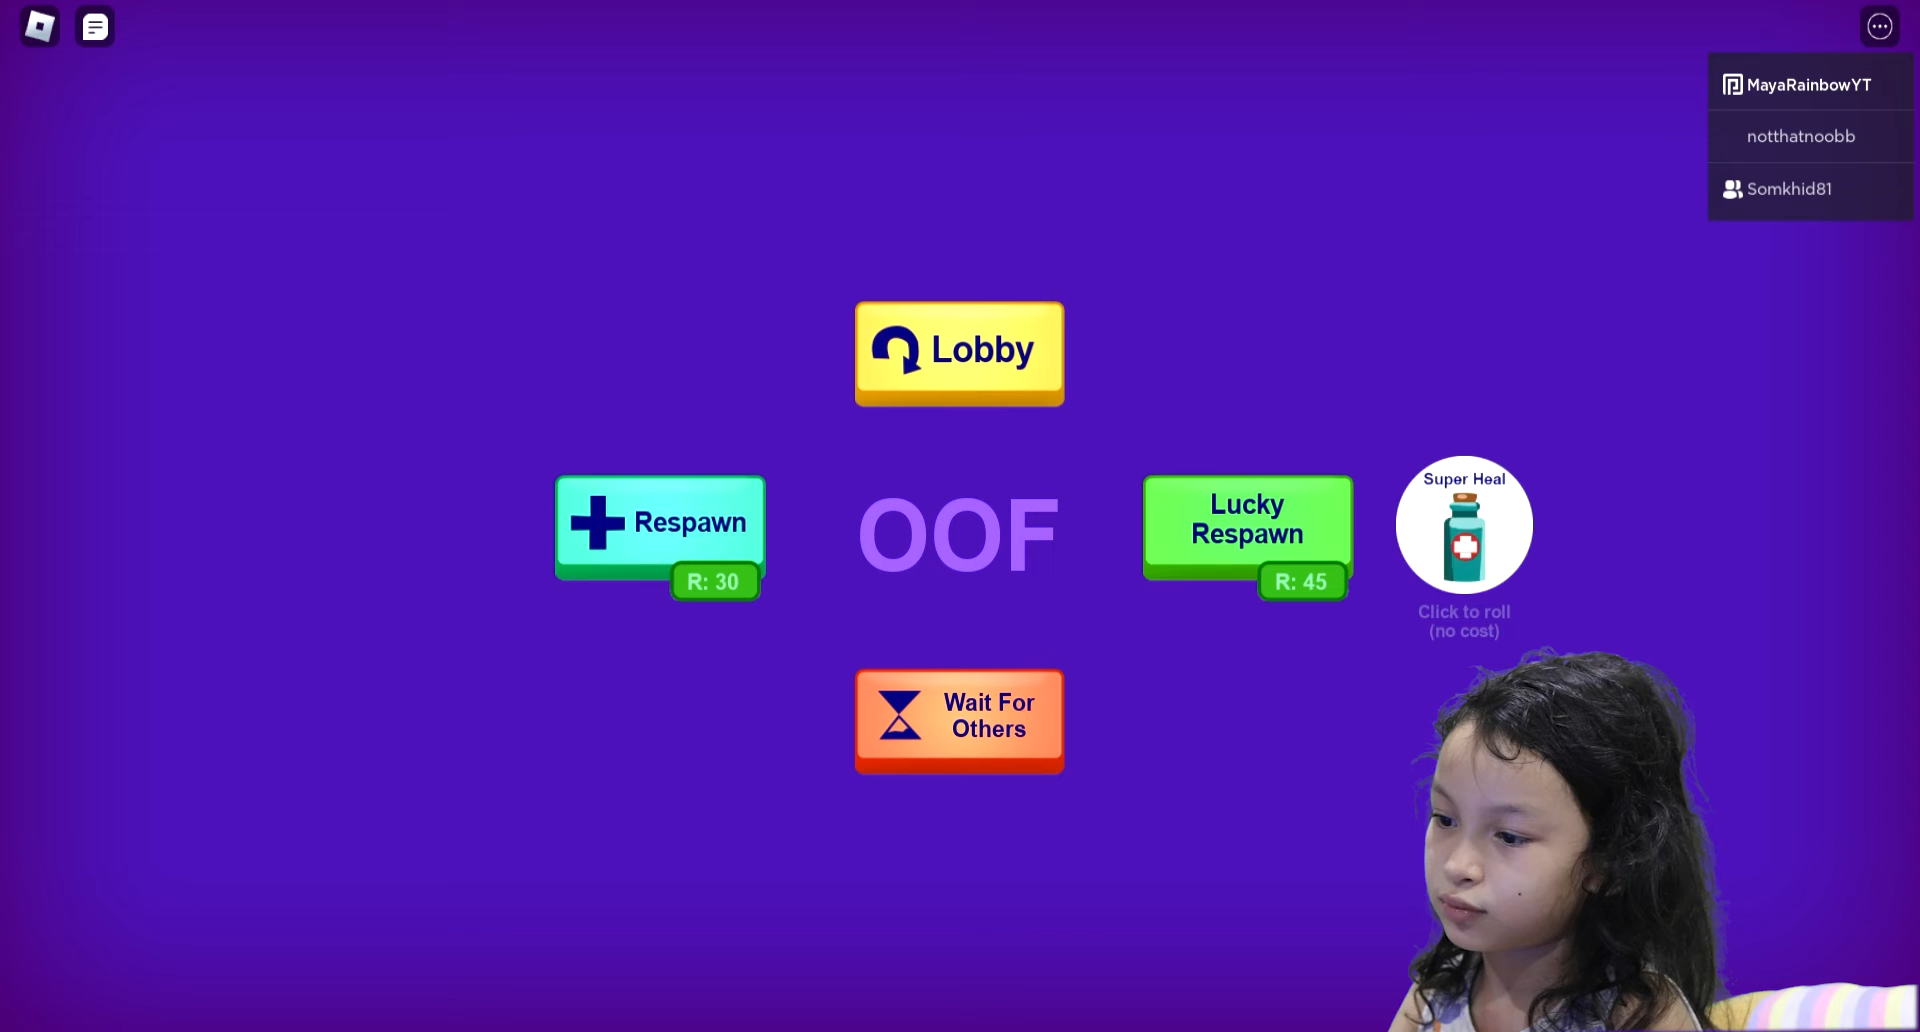 MayaRainbowYT
notthatnoobb
Somkhid81
Lobby
Respawn
R: 30
OOF
Lucky
Respawn
R: 45
Super Heal
Click to roll
(no cost)
Wait For
Others